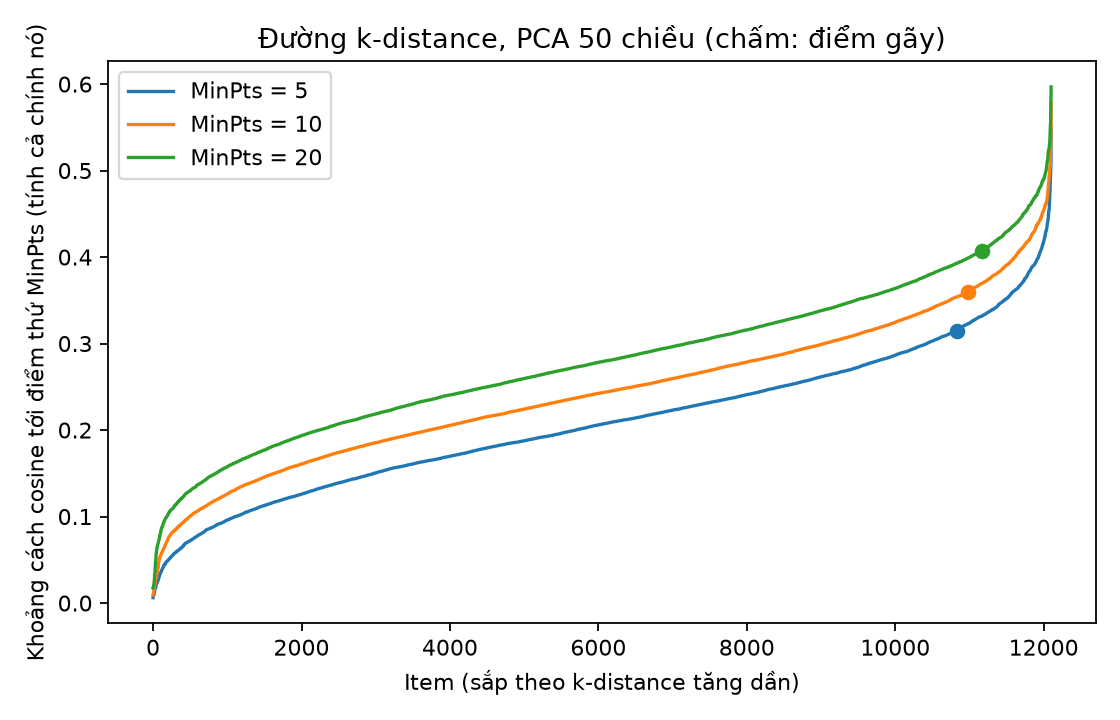 Đường k-distance, PCA 50 chiều (chấm: điểm gãy)
Khoảng cách cosine tới điểm thứ MinPts (tính cả chính nó)
0.6
0.5
0.4
0.3
0.2
0.1
0.0
MinPts = 5
MinPts = 10
MinPts = 20
0 2000 4000 6000 8000 10000 12000
Item (sắp theo k-distance tăng dần)